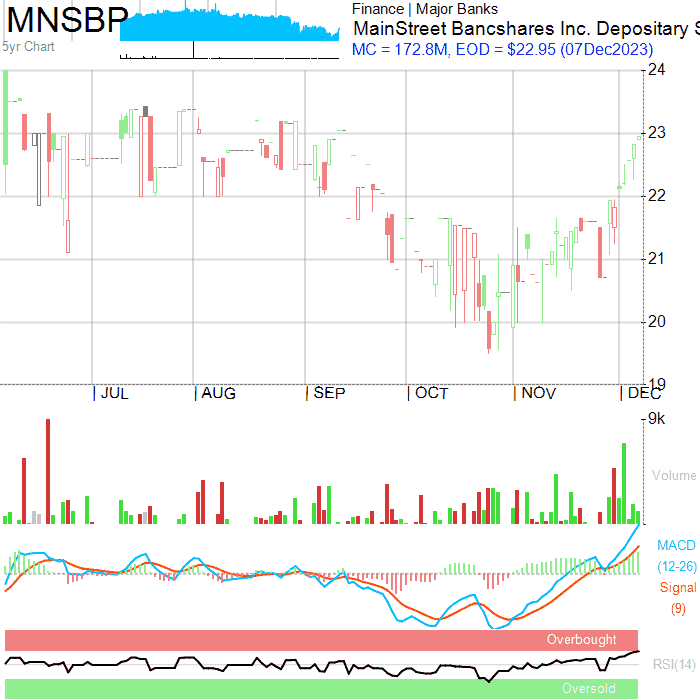 MNSBP
5yr Chart
Finance | Major Banks
MainStreet Bancshares Inc. Depositary S
MC = 172.8M, EOD = $22.95 (07Dec2023)
24
23
22
21
20
19
JUL AUG SEP OCT NOV DEC
9k
Volume
MACD
(12-26)
Signal
(9)
Overbought
RSI(14)
Oversold